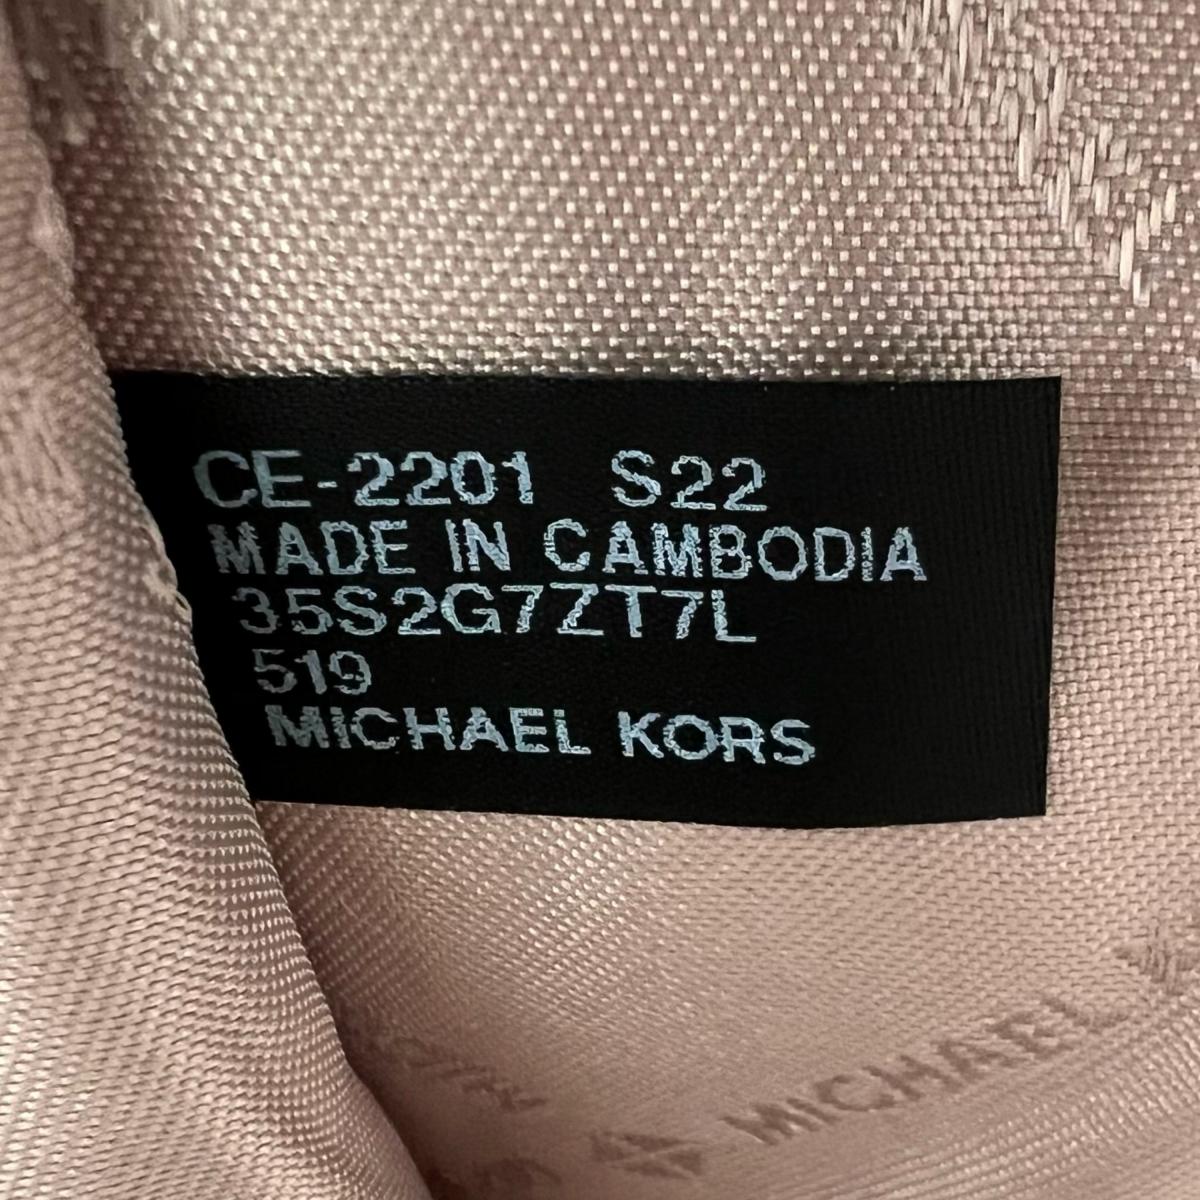 CE-2201 S22
MADE IN CAMBODIA
35S2G7ZT7L
519
MICHAEL KORS
MICHAEL